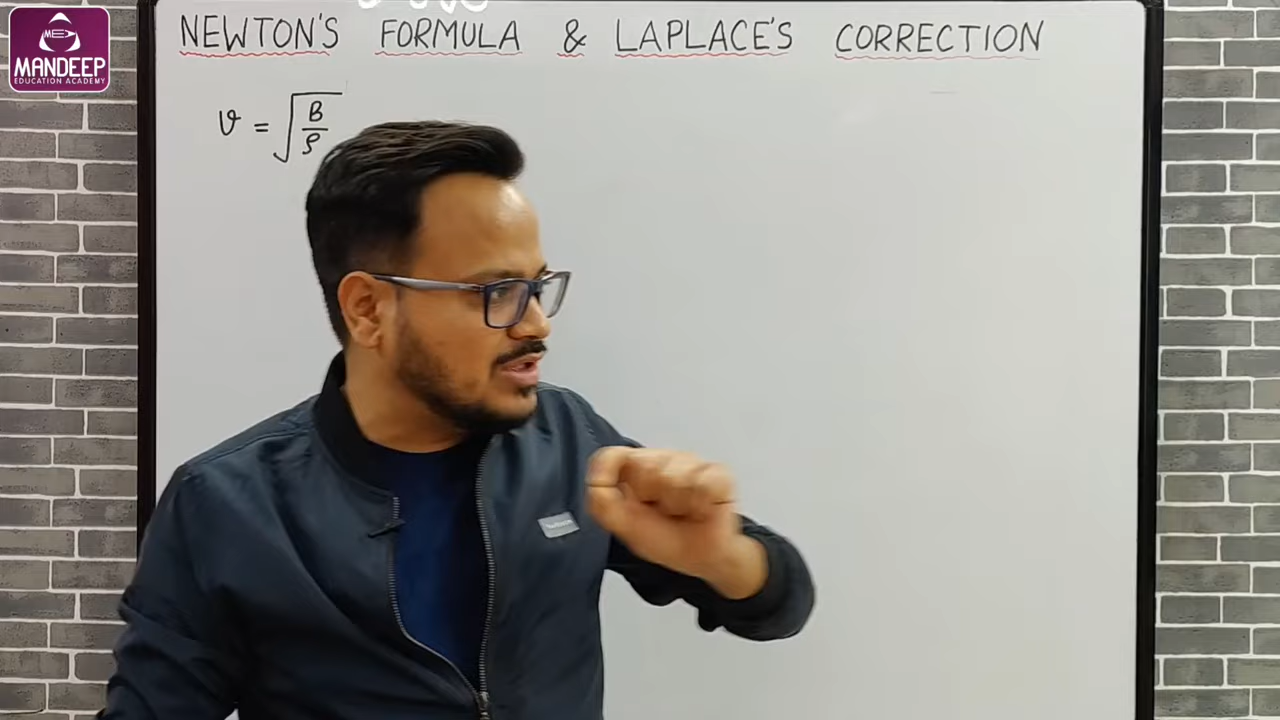 MANDEEP
EDUCATION ACADEMY
NEWTON'S FORMULA & LAPLACE'S CORRECTION
v = √(B/ρ)